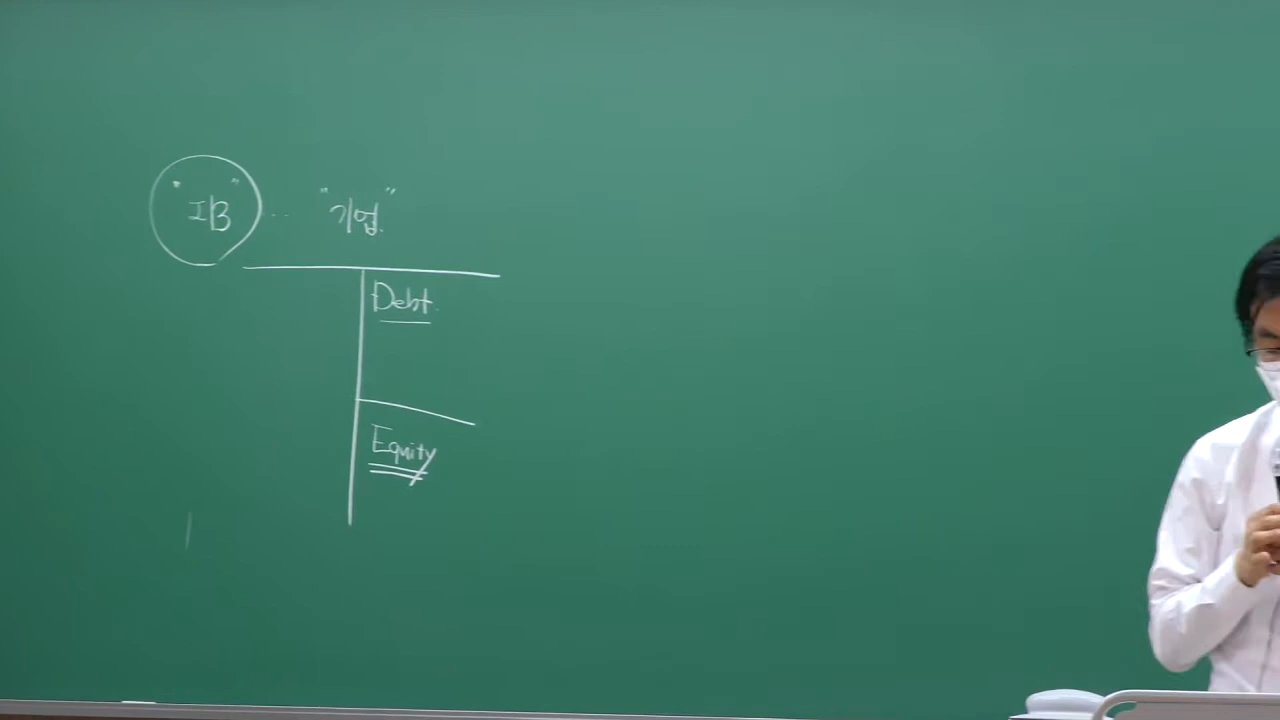 "IB" ... "기업"
Debt.
Equity